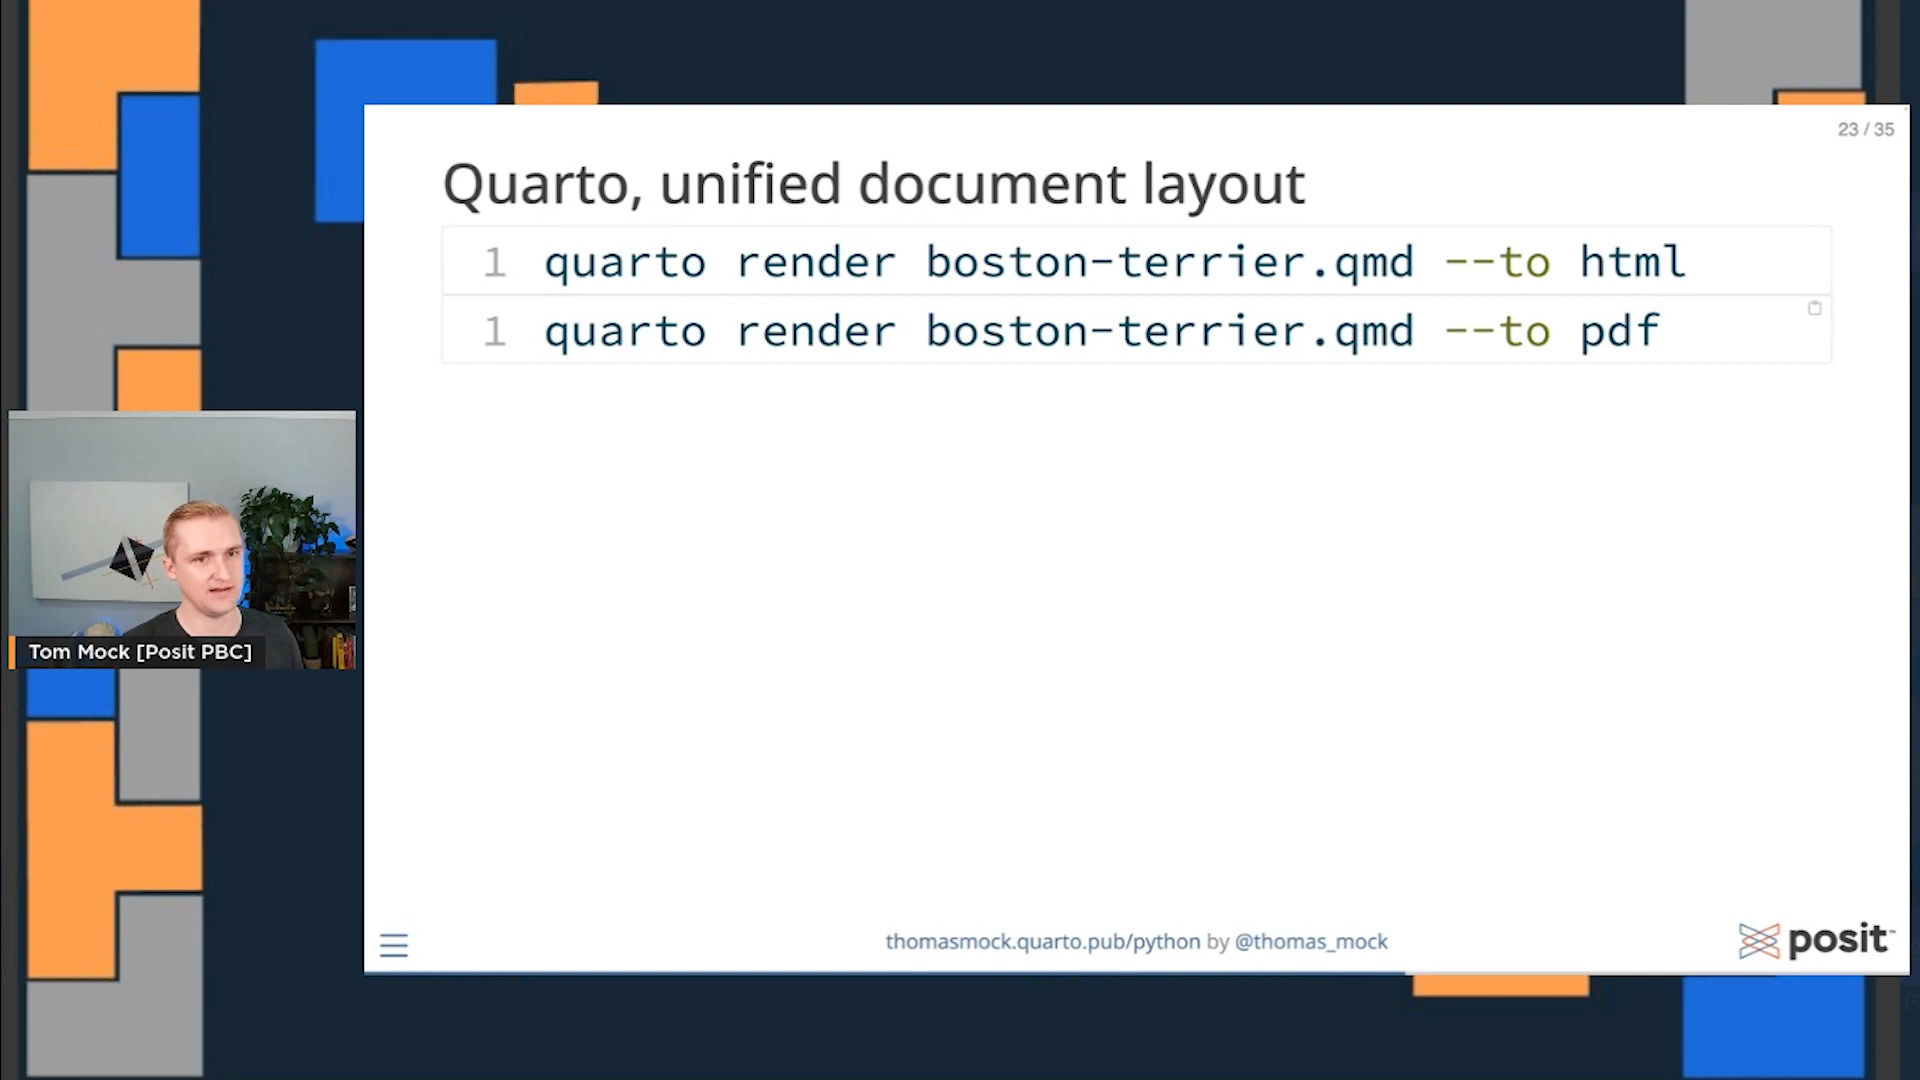 23 / 35
Quarto, unified document layout
1 quarto render boston-terrier.qmd --to html
1 quarto render boston-terrier.qmd --to pdf
Tom Mock [Posit PBC]
thomasmock.quarto.pub/python by @thomas_mock
posit™